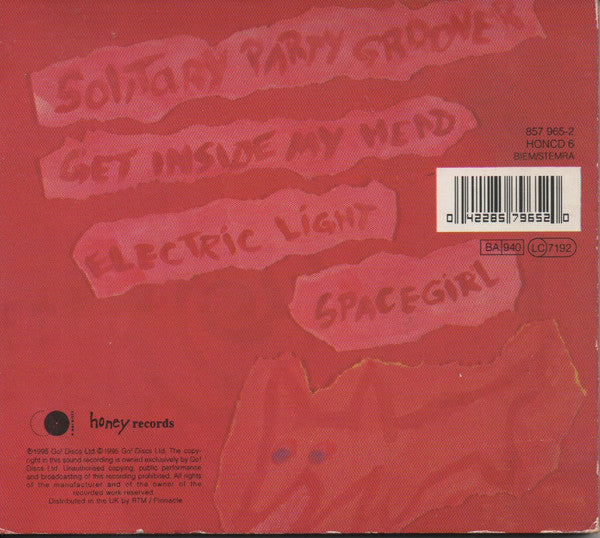 SOLITARY PARTY GROOVER
GET INSIDE MY HEAD
ELECTRIC LIGHT
SPACEGIRL
857 965-2
HONCD 6
BIEM/STEMRA
0 42285 79652 0
BA 940 LC 7192
honey records
℗1995 Go! Discs Ltd © 1995 Go! Discs Ltd. The copy-
right in this sound recording is owned exclusively by Go!
Discs Ltd. Unauthorised copying, public performance
and broadcasting of this recording prohibited. All rights
of the manufacturer and of the owner of the
recorded work reserved.
Distributed in the UK by RTM / Pinnacle